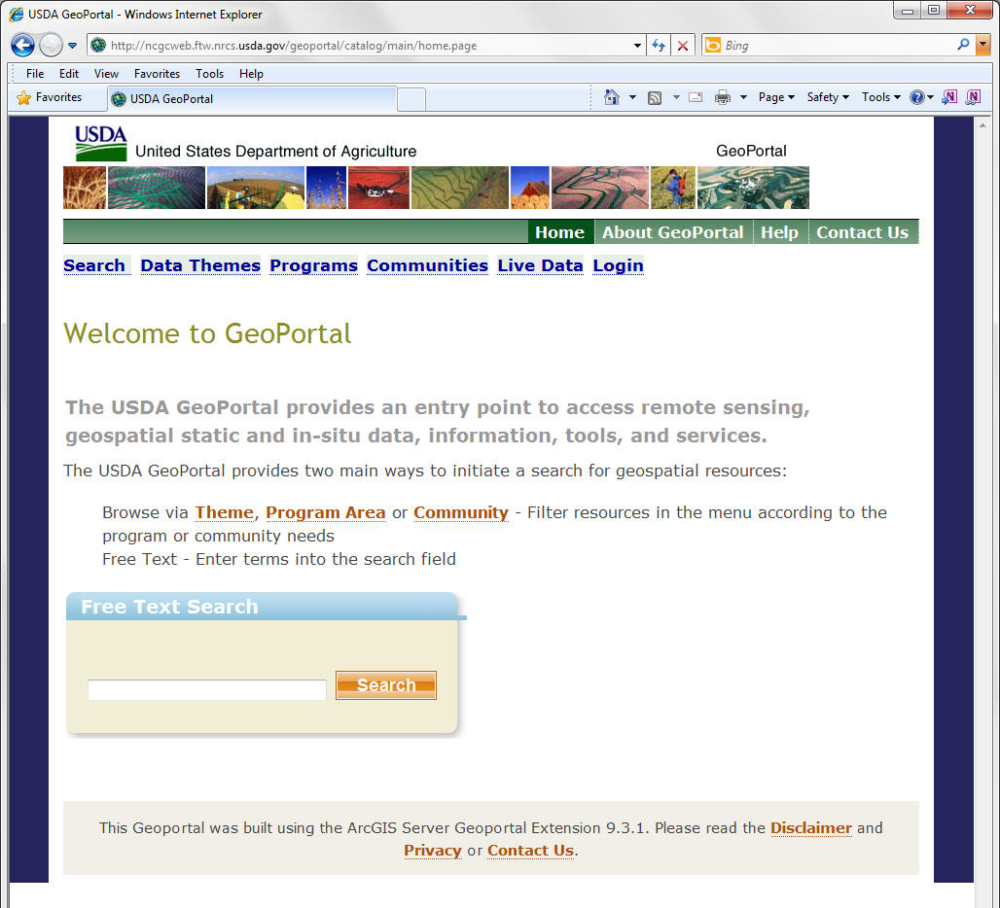 USDA GeoPortal - Windows Internet Explorer
http://ncgcweb.ftw.nrcs.usda.gov/geoportal/catalog/main/home.page
Bing
File Edit View Favorites Tools Help
Favorites USDA GeoPortal Page Safety Tools
USDA
United States Department of Agriculture GeoPortal
Home About GeoPortal Help Contact Us
Search Data Themes Programs Communities Live Data Login
Welcome to GeoPortal
The USDA GeoPortal provides an entry point to access remote sensing,
geospatial static and in-situ data, information, tools, and services.
The USDA GeoPortal provides two main ways to initiate a search for geospatial resources:
Browse via Theme, Program Area or Community - Filter resources in the menu according to the
program or community needs
Free Text - Enter terms into the search field
Free Text Search
Search
This Geoportal was built using the ArcGIS Server Geoportal Extension 9.3.1. Please read the Disclaimer and
Privacy or Contact Us.